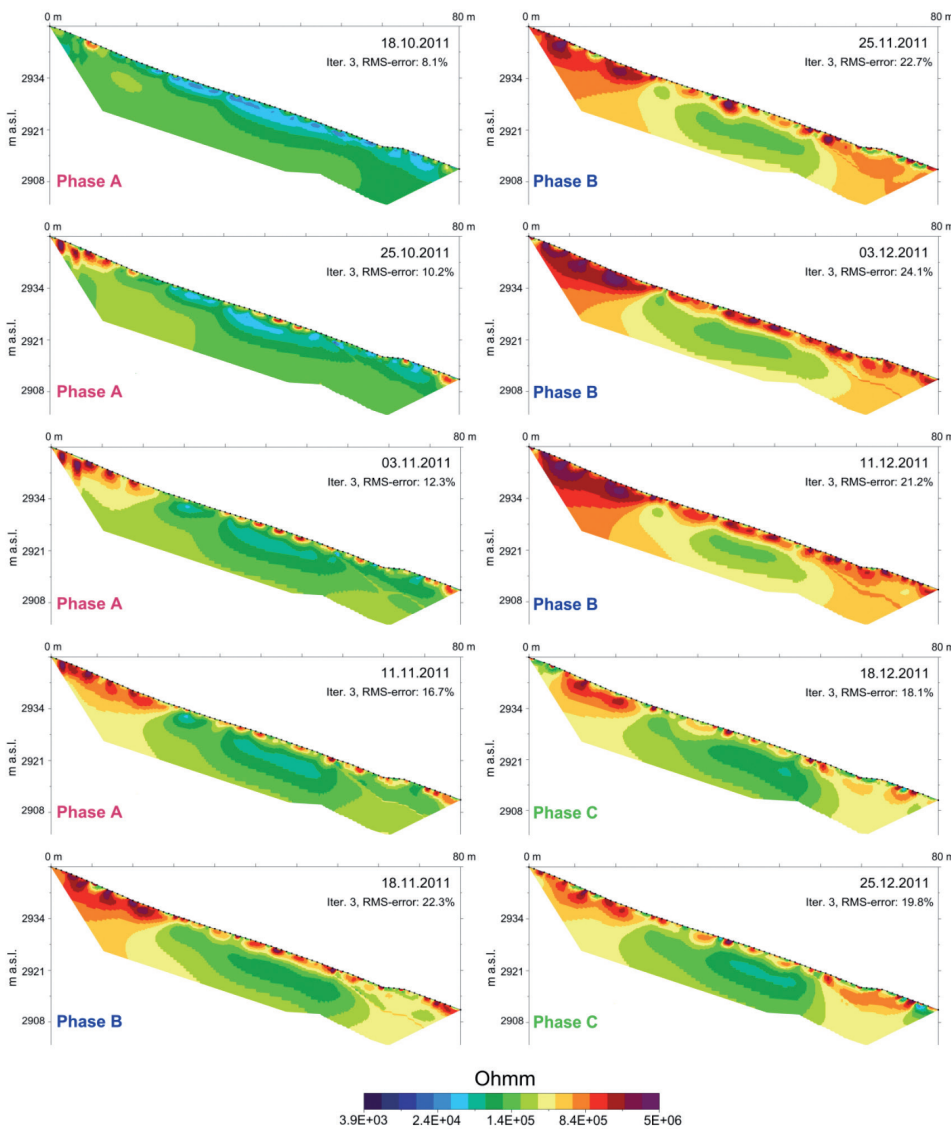 0 m 80 m
18.10.2011
Iter. 3, RMS-error: 8.1%
2934
2921
2908
m a.s.l.
Phase A
0 m 80 m
25.11.2011
Iter. 3, RMS-error: 22.7%
2934
2921
2908
m a.s.l.
Phase B
0 m 80 m
25.10.2011
Iter. 3, RMS-error: 10.2%
2934
2921
2908
m a.s.l.
Phase A
0 m 80 m
03.12.2011
Iter. 3, RMS-error: 24.1%
2934
2921
2908
m a.s.l.
Phase B
0 m 80 m
03.11.2011
Iter. 3, RMS-error: 12.3%
2934
2921
2908
m a.s.l.
Phase A
0 m 80 m
11.12.2011
Iter. 3, RMS-error: 21.2%
2934
2921
2908
m a.s.l.
Phase B
0 m 80 m
11.11.2011
Iter. 3, RMS-error: 16.7%
2934
2921
2908
m a.s.l.
Phase A
0 m 80 m
18.12.2011
Iter. 3, RMS-error: 18.1%
2934
2921
2908
m a.s.l.
Phase C
0 m 80 m
18.11.2011
Iter. 3, RMS-error: 22.3%
2934
2921
2908
m a.s.l.
Phase B
0 m 80 m
25.12.2011
Iter. 3, RMS-error: 19.8%
2934
2921
2908
m a.s.l.
Phase C
Ohmm
3.9E+03 2.4E+04 1.4E+05 8.4E+05 5E+06